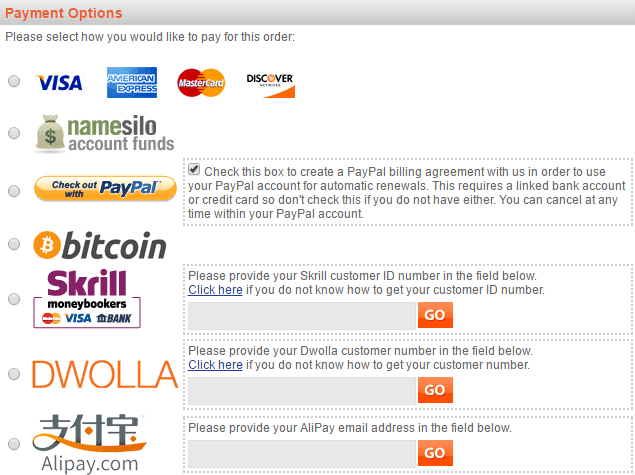 Payment Options
Please select how you would like to pay for this order:
VISA AMERICAN EXPRESS MasterCard DISCOVER NETWORK
namesilo
account funds
Check out with PayPal™
Check this box to create a PayPal billing agreement with us in order to use
your PayPal account for automatic renewals. This requires a linked bank account
or credit card so don't check this if you do not have either. You can cancel at any
time within your PayPal account.
bitcoin
Skrill
moneybookers
VISA BANK
Please provide your Skrill customer ID number in the field below.
Click here if you do not know how to get your customer ID number.
GO
DWOLLA
Please provide your Dwolla customer number in the field below.
Click here if you do not know how to get your customer number.
GO
支付宝™
Alipay.com
Please provide your AliPay email address in the field below.
GO